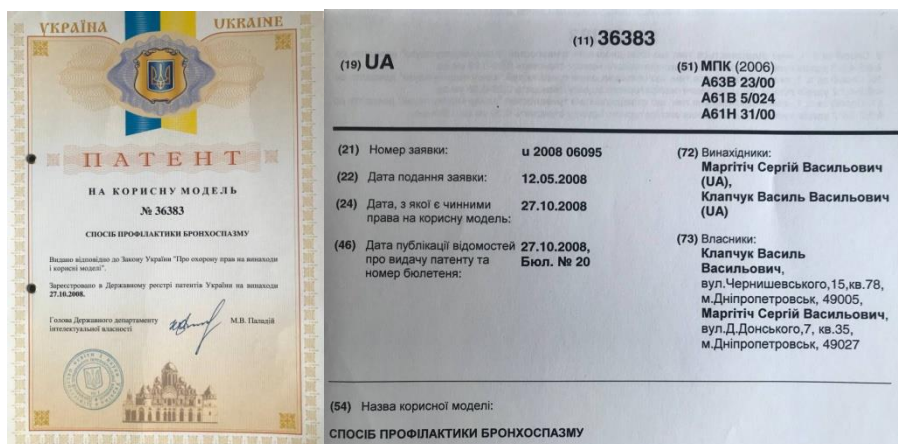 УКРАЇНА UKRAINE
ПАТЕНТ
НА КОРИСНУ МОДЕЛЬ
№ 36383
СПОСІБ ПРОФІЛАКТИКИ БРОНХОСПАЗМУ
Видано відповідно до Закону України "Про охорону прав на винаходи
і корисні моделі".
Зареєстровано в Державному реєстрі патентів України на винаходи
27.10.2008.
Голова Державного департаменту
інтелектуальної власності
М.В. Паладій
(11) 36383
(19) UA
(51) МПК (2006)
A63B 23/00
A61B 5/024
A61H 31/00
(21) Номер заявки:
u 2008 06095
(22) Дата подання заявки:
12.05.2008
(24) Дата, з якої є чинними
права на корисну модель:
27.10.2008
(46) Дата публікації відомостей
про видачу патенту та
номер бюлетеня:
27.10.2008,
Бюл. № 20
(72) Винахідники:
Маргітіч Сергій Васильович
(UA),
Клапчук Василь Васильович
(UA)
(73) Власники:
Клапчук Василь
Васильович,
вул.Чернишевського,15,кв.78,
м.Дніпропетровськ, 49005,
Маргітіч Сергій Васильович,
вул.Д.Донського,7, кв.35,
м.Дніпропетровськ, 49027
(54) Назва корисної моделі:
СПОСІБ ПРОФІЛАКТИКИ БРОНХОСПАЗМУ